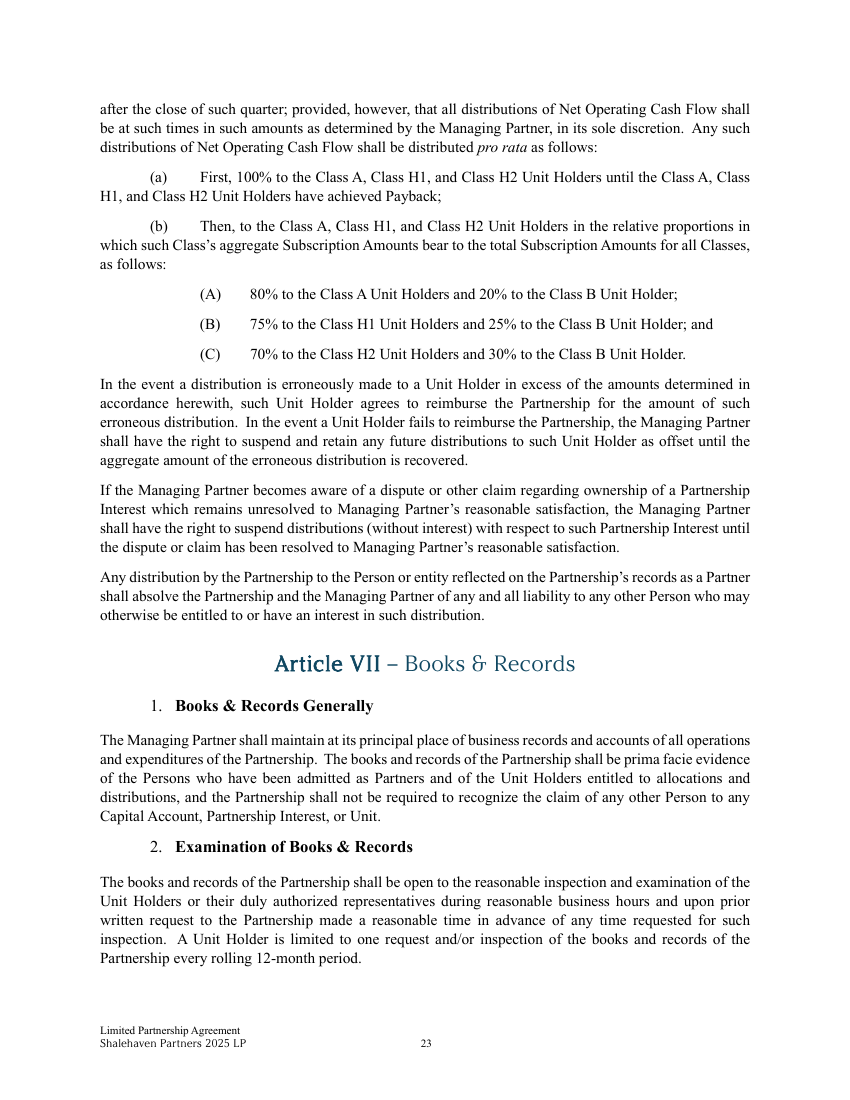 after the close of such quarter; provided, however, that all distributions of Net Operating Cash Flow shall
be at such times in such amounts as determined by the Managing Partner, in its sole discretion.  Any such
distributions of Net Operating Cash Flow shall be distributed pro rata as follows:
(a) First, 100% to the Class A, Class H1, and Class H2 Unit Holders until the Class A, Class
H1, and Class H2 Unit Holders have achieved Payback;
(b) Then, to the Class A, Class H1, and Class H2 Unit Holders in the relative proportions in
which such Class’s aggregate Subscription Amounts bear to the total Subscription Amounts for all Classes,
as follows:
(A) 80% to the Class A Unit Holders and 20% to the Class B Unit Holder;
(B) 75% to the Class H1 Unit Holders and 25% to the Class B Unit Holder; and
(C) 70% to the Class H2 Unit Holders and 30% to the Class B Unit Holder.
In the event a distribution is erroneously made to a Unit Holder in excess of the amounts determined in
accordance herewith, such Unit Holder agrees to reimburse the Partnership for the amount of such
erroneous distribution.  In the event a Unit Holder fails to reimburse the Partnership, the Managing Partner
shall have the right to suspend and retain any future distributions to such Unit Holder as offset until the
aggregate amount of the erroneous distribution is recovered.
If the Managing Partner becomes aware of a dispute or other claim regarding ownership of a Partnership
Interest which remains unresolved to Managing Partner’s reasonable satisfaction, the Managing Partner
shall have the right to suspend distributions (without interest) with respect to such Partnership Interest until
the dispute or claim has been resolved to Managing Partner’s reasonable satisfaction.
Any distribution by the Partnership to the Person or entity reflected on the Partnership’s records as a Partner
shall absolve the Partnership and the Managing Partner of any and all liability to any other Person who may
otherwise be entitled to or have an interest in such distribution.
Article VII – Books & Records
1. Books & Records Generally
The Managing Partner shall maintain at its principal place of business records and accounts of all operations
and expenditures of the Partnership.  The books and records of the Partnership shall be prima facie evidence
of the Persons who have been admitted as Partners and of the Unit Holders entitled to allocations and
distributions, and the Partnership shall not be required to recognize the claim of any other Person to any
Capital Account, Partnership Interest, or Unit.
2. Examination of Books & Records
The books and records of the Partnership shall be open to the reasonable inspection and examination of the
Unit Holders or their duly authorized representatives during reasonable business hours and upon prior
written request to the Partnership made a reasonable time in advance of any time requested for such
inspection.  A Unit Holder is limited to one request and/or inspection of the books and records of the
Partnership every rolling 12-month period.
Limited Partnership Agreement
Shalehaven Partners 2025 LP 23